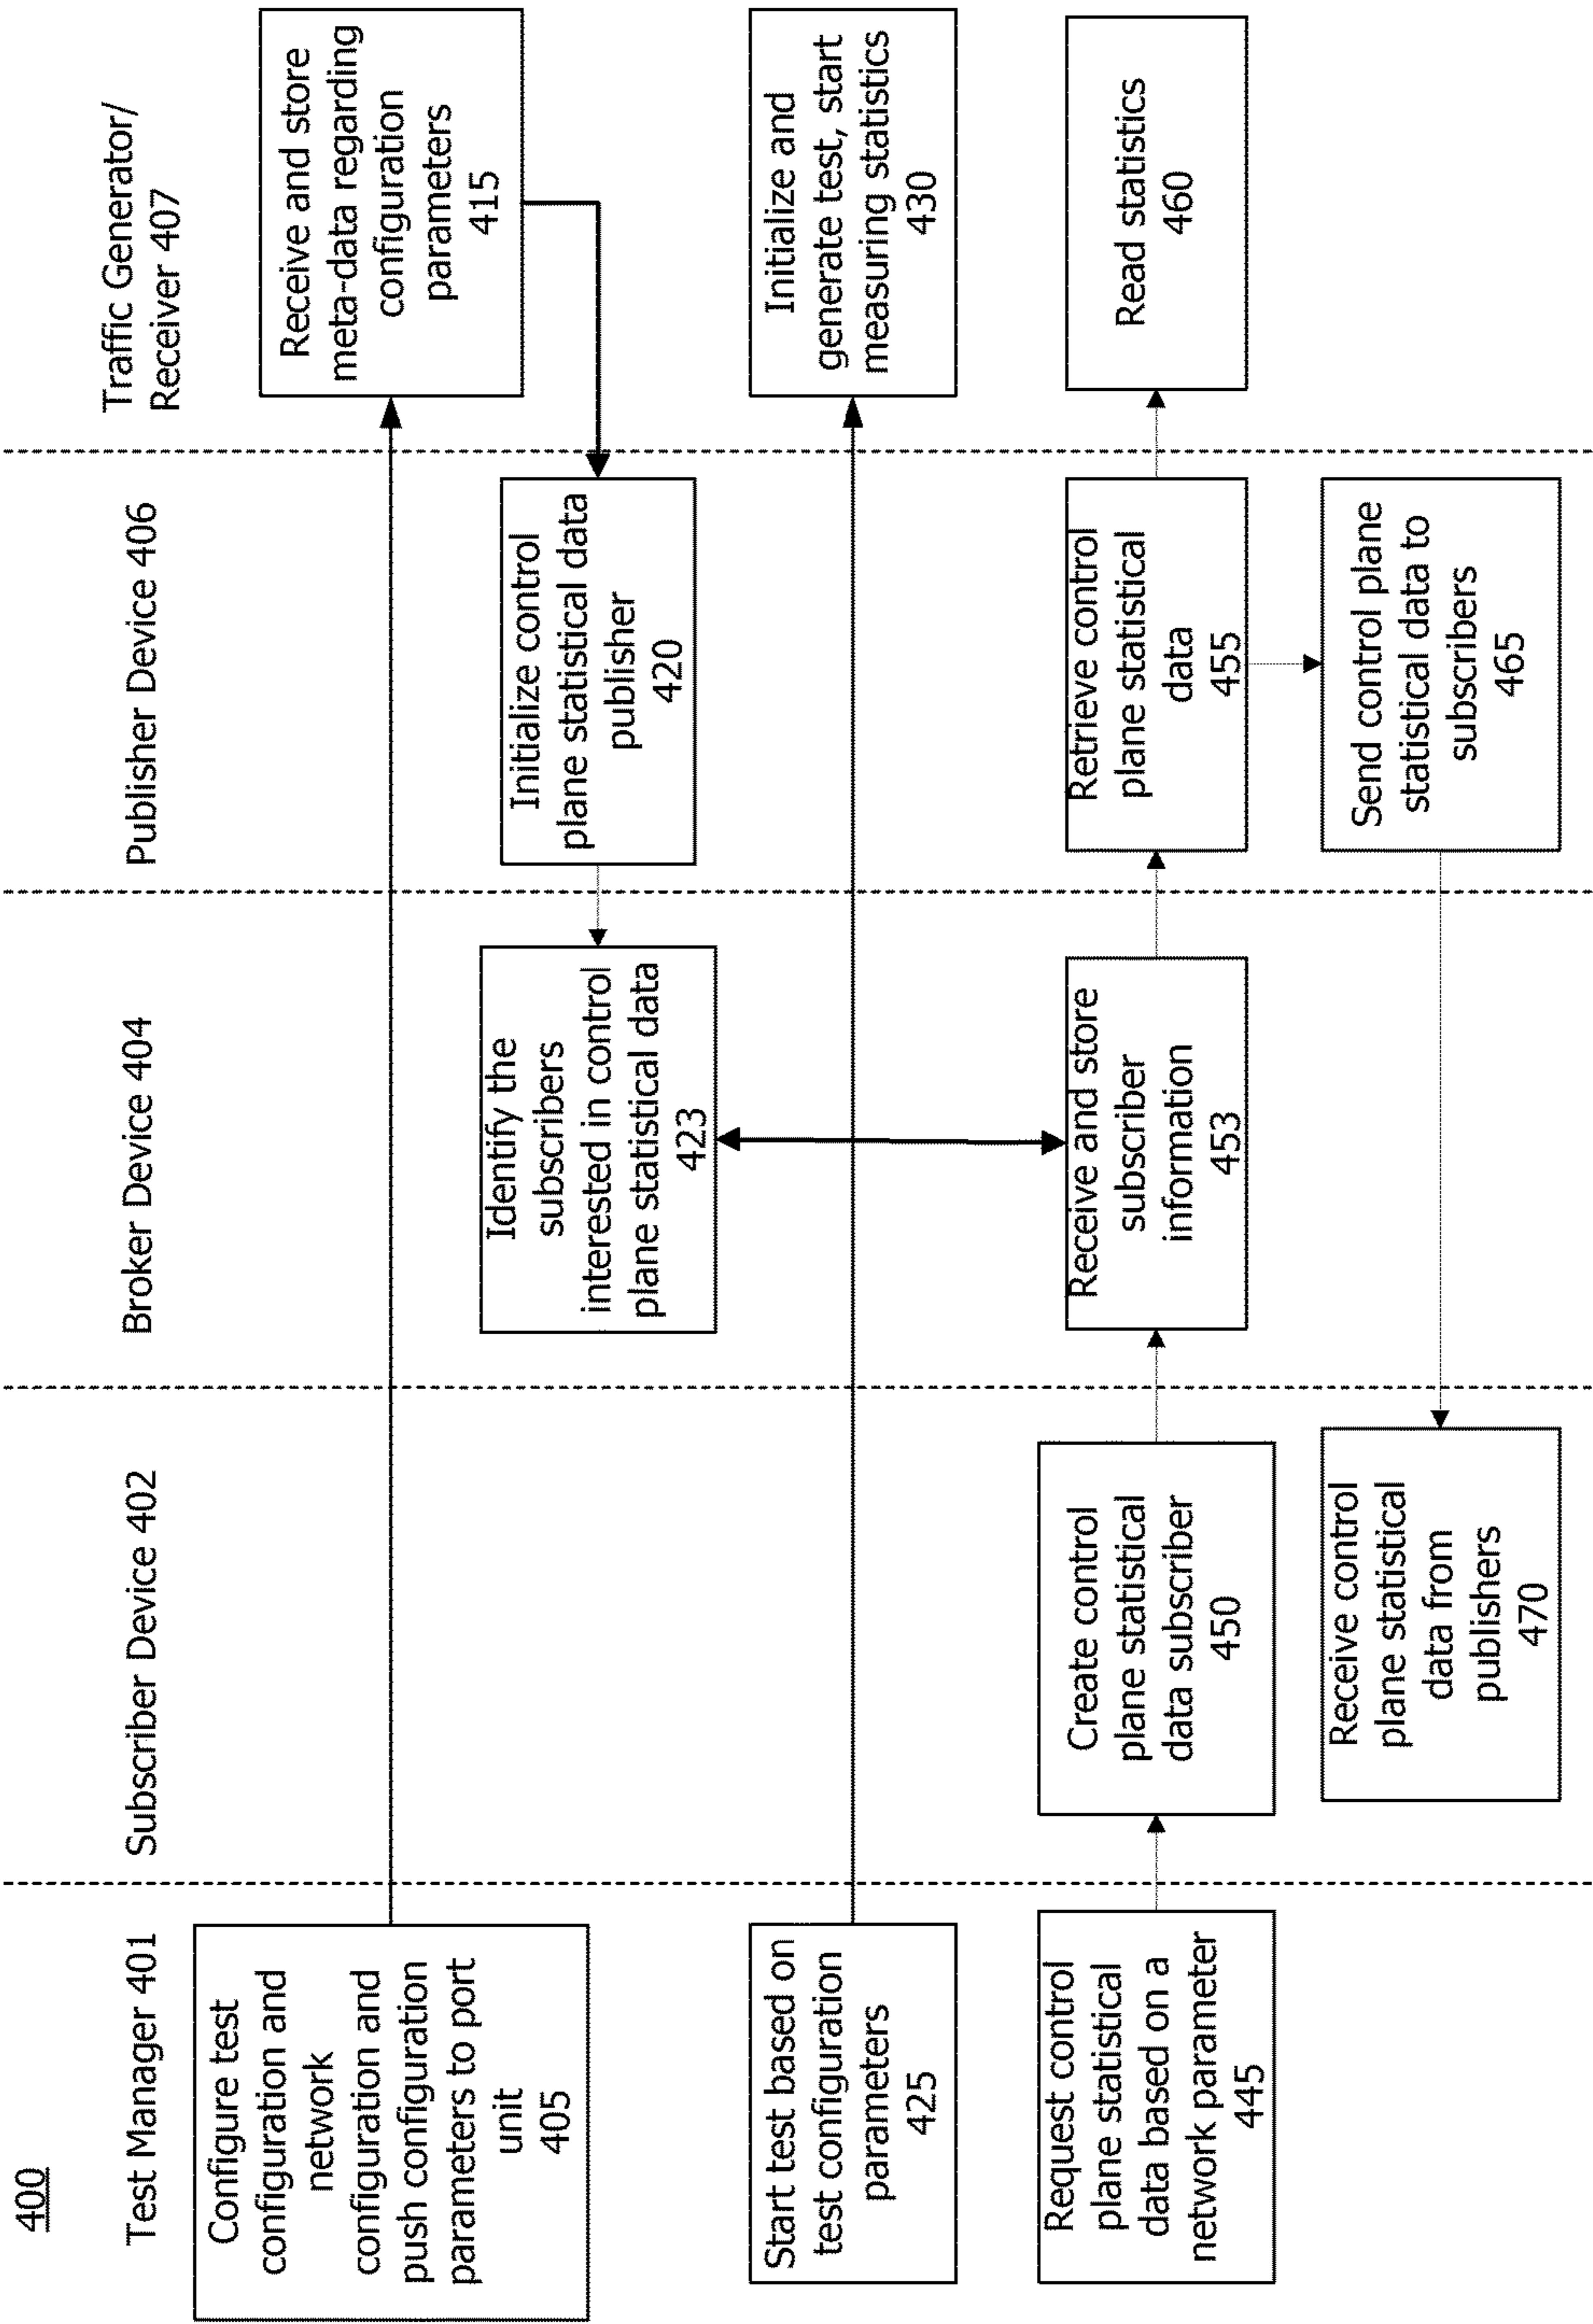 400
Test Manager 401
Subscriber Device 402
Broker Device 404
Publisher Device 406
Traffic Generator/
Receiver 407
Configure test
configuration and
network
configuration and
push configuration
parameters to port
unit
405
Receive and store
meta-data regarding
configuration
parameters
415
Identify the
subscribers
interested in control
plane statistical data
423
Initialize control
plane statistical data
publisher
420
Start test based on
test configuration
parameters
425
Initialize and
generate test, start
measuring statistics
430
Request control
plane statistical
data based on a
network parameter
445
Create control
plane statistical
data subscriber
450
Receive and store
subscriber
information
453
Retrieve control
plane statistical
data
455
Read statistics
460
Receive control
plane statistical
data from
publishers
470
Send control plane
statistical data to
subscribers
465